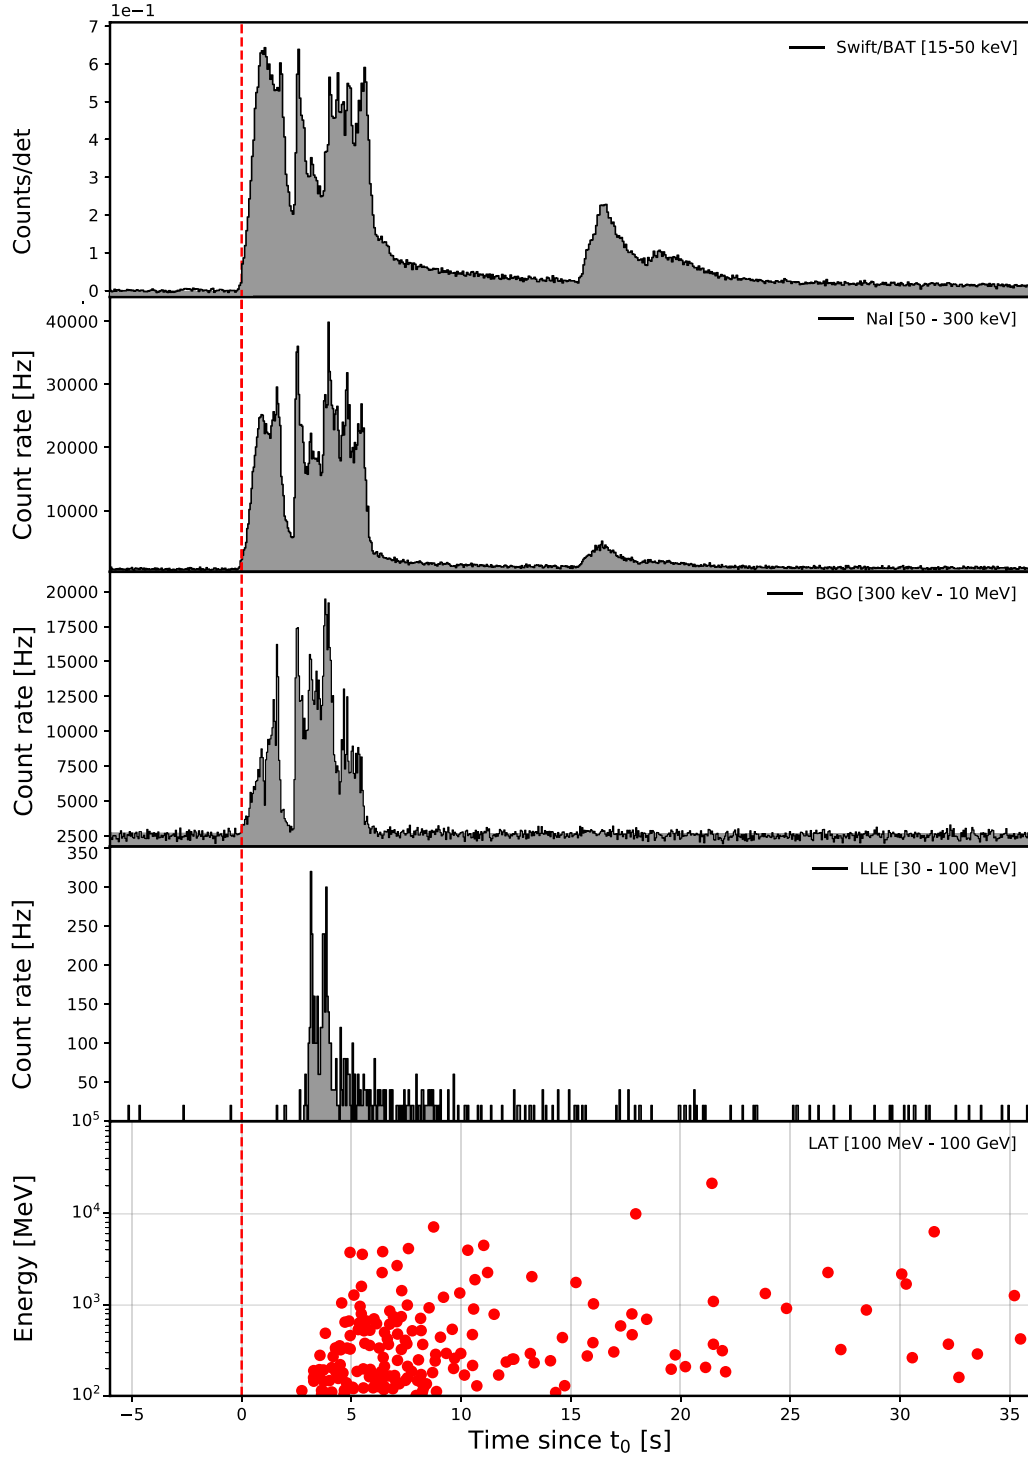 1e−1
7
6
5
4
3
2
1
0
Counts/det
Swift/BAT [15-50 keV]
40000
30000
20000
10000
Count rate [Hz]
NaI [50 - 300 keV]
20000
17500
15000
12500
10000
7500
5000
2500
Count rate [Hz]
BGO [300 keV - 10 MeV]
350
300
250
200
150
100
50
Count rate [Hz]
LLE [30 - 100 MeV]
10⁵
10⁴
10³
10²
Energy [MeV]
LAT [100 MeV - 100 GeV]
−5 0 5 10 15 20 25 30 35
Time since t₀ [s]